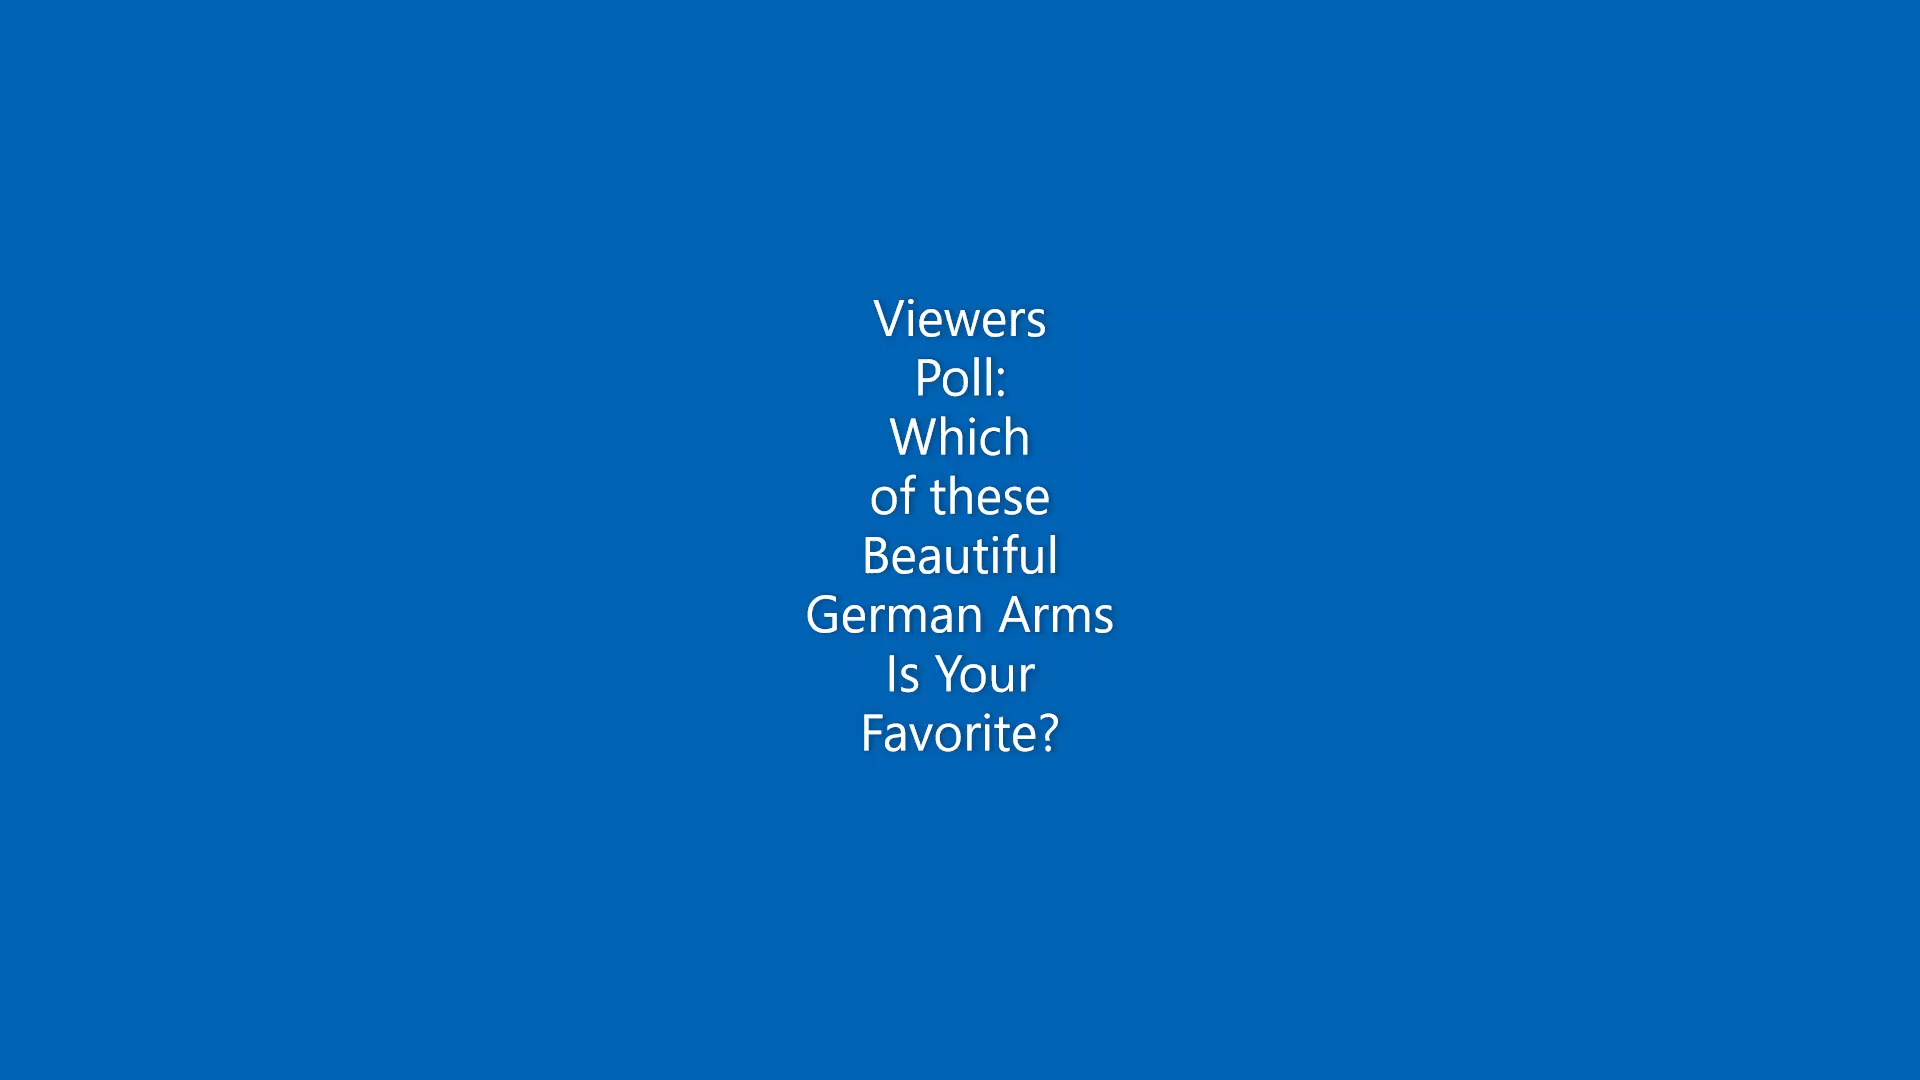 Viewers
Poll:
Which
of these
Beautiful
German Arms
Is Your
Favorite?